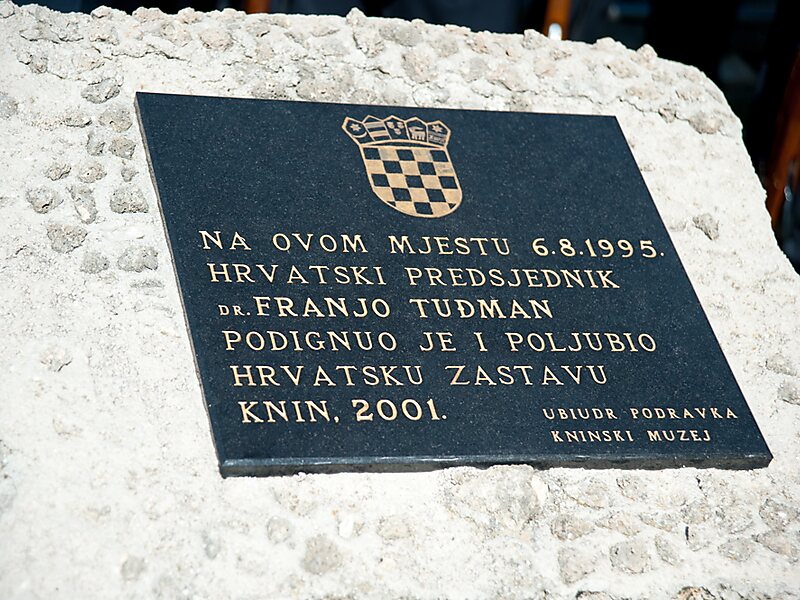 NA OVOM MJESTU 6.8.1995.
HRVATSKI PREDSJEDNIK
DR. FRANJO TUĐMAN
PODIGNUO JE I POLJUBIO
HRVATSKU ZASTAVU
KNIN, 2001.
UBIUDR PODRAVKA
KNINSKI MUZEJ